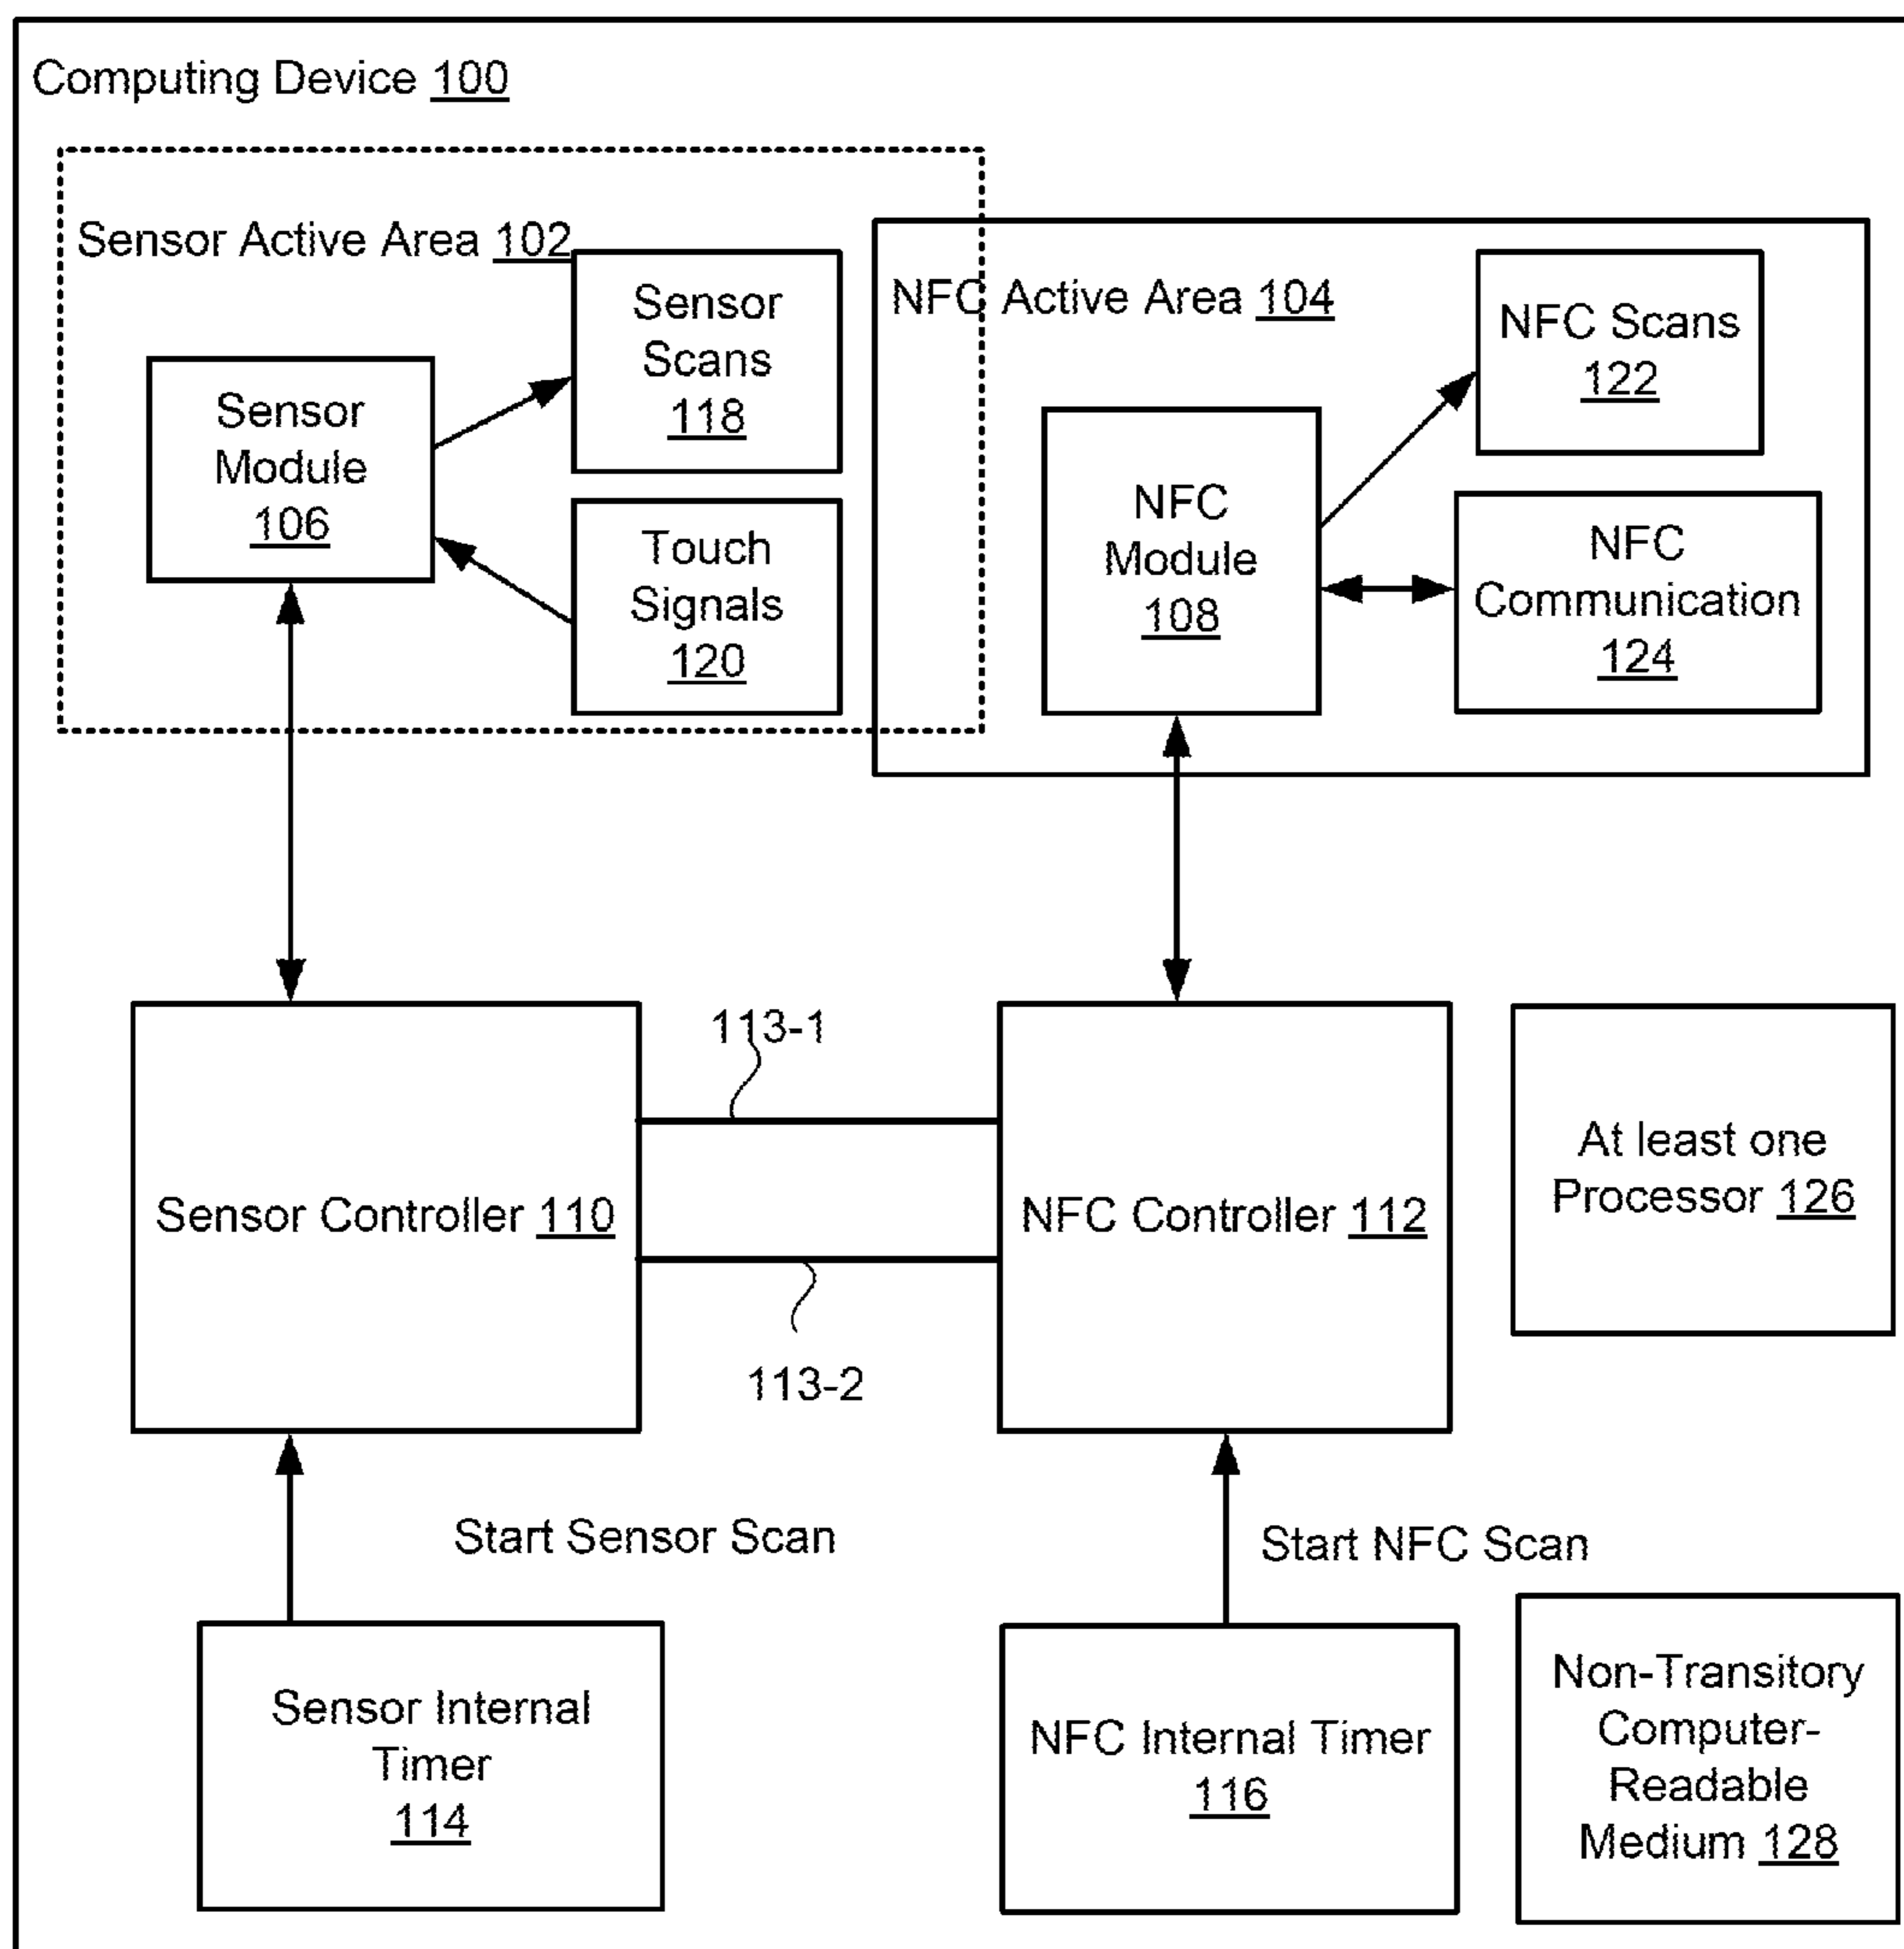 Computing Device 100
Sensor Active Area 102
Sensor
Scans
118
Sensor
Module
106
Touch
Signals
120
NFC Active Area 104
NFC Scans
122
NFC
Module
108
NFC
Communication
124
113-1
Sensor Controller 110
NFC Controller 112
At least one
Processor 126
113-2
Start Sensor Scan
Start NFC Scan
Sensor Internal
Timer
114
NFC Internal Timer
116
Non-Transitory
Computer-
Readable
Medium 128